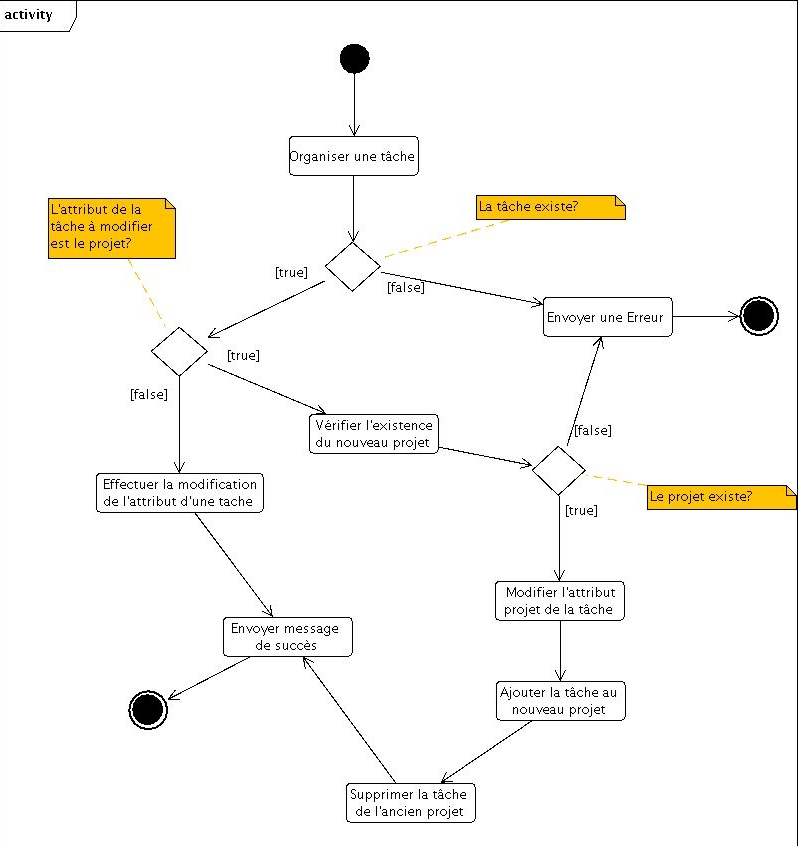 activity
Organiser une tâche
L'attribut de la
tâche à modifier
est le projet?
La tâche existe?
[true]
[false]
Envoyer une Erreur
[true]
[false]
Vérifier l'existence
du nouveau projet
[false]
Effectuer la modification
de l'attribut d'une tache
Le projet existe?
[true]
Modifier l'attribut
projet de la tâche
Envoyer message
de succès
Ajouter la tâche au
nouveau projet
Supprimer la tâche
de l'ancien projet